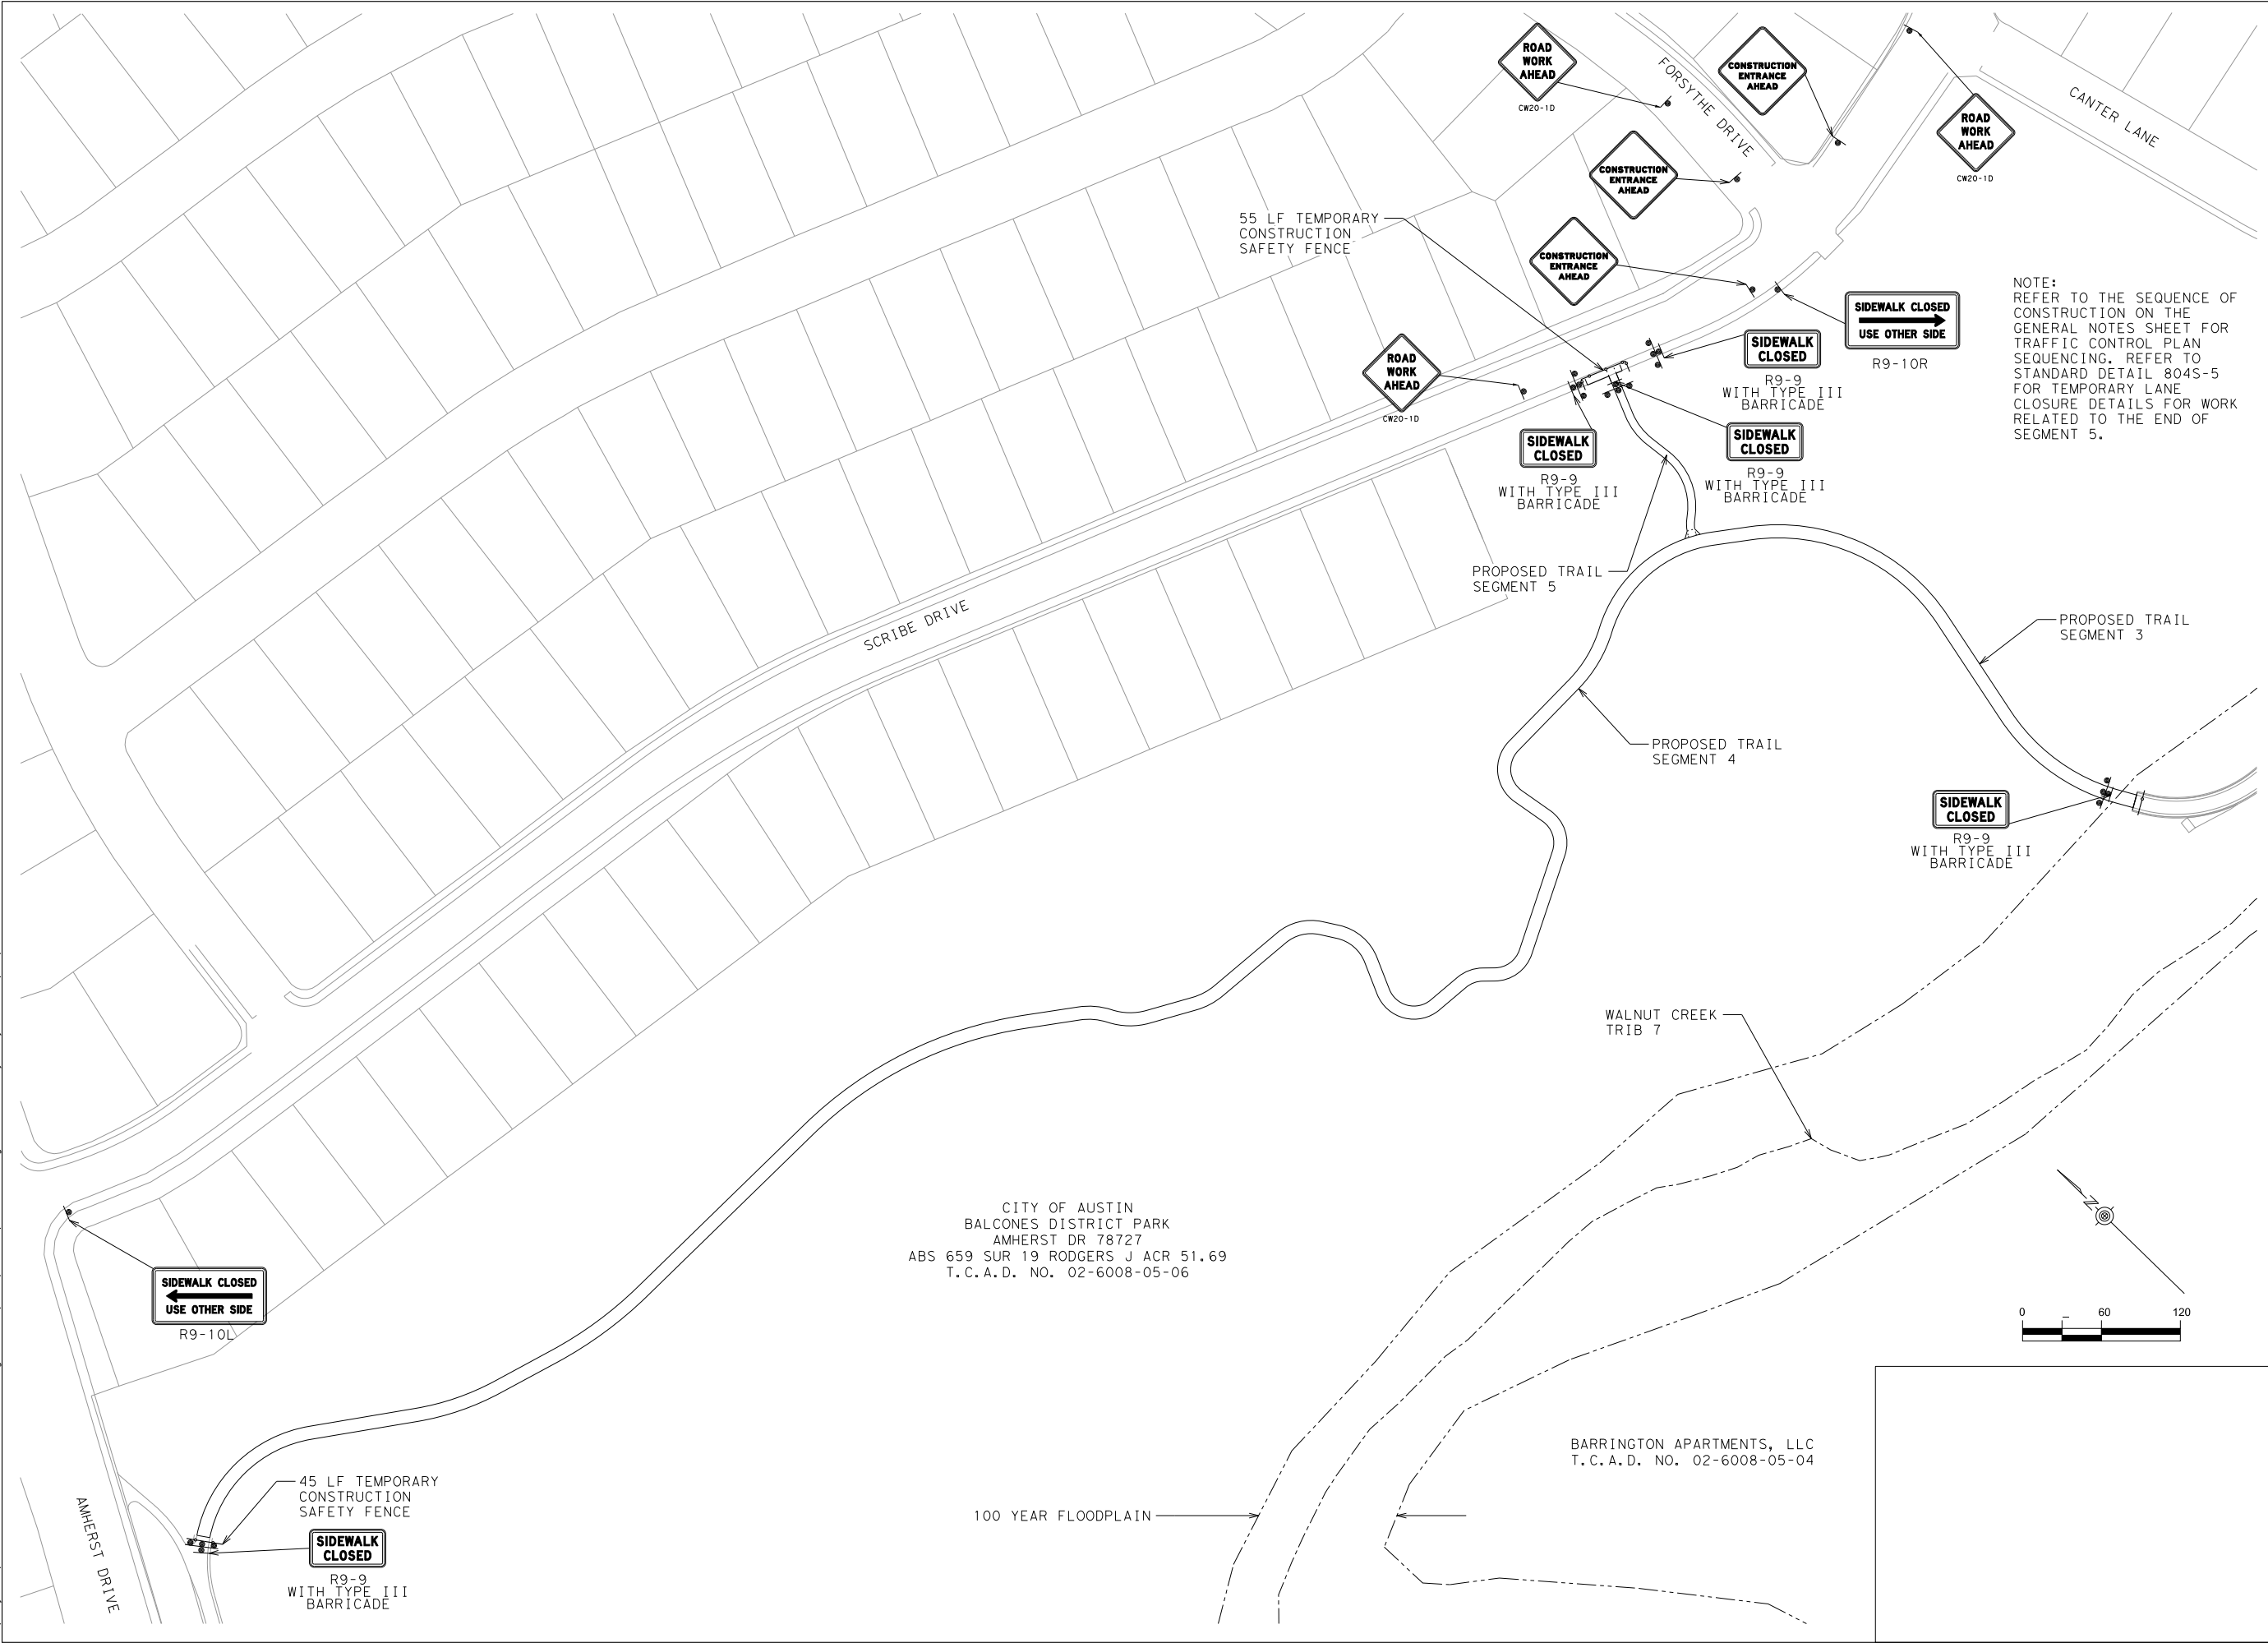 ROAD
WORK
AHEAD
CW20-1D
FORSYTHE DRIVE
CONSTRUCTION
ENTRANCE
AHEAD
ROAD
WORK
AHEAD
CW20-1D
CANTER LANE
CONSTRUCTION
ENTRANCE
AHEAD
55 LF TEMPORARY
CONSTRUCTION
SAFETY FENCE
CONSTRUCTION
ENTRANCE
AHEAD
NOTE:
REFER TO THE SEQUENCE OF
CONSTRUCTION ON THE
GENERAL NOTES SHEET FOR
TRAFFIC CONTROL PLAN
SEQUENCING. REFER TO
STANDARD DETAIL 804S-5
FOR TEMPORARY LANE
CLOSURE DETAILS FOR WORK
RELATED TO THE END OF
SEGMENT 5.
SIDEWALK CLOSED
USE OTHER SIDE
R9-10R
SIDEWALK
CLOSED
R9-9
WITH TYPE III
BARRICADE
ROAD
WORK
AHEAD
CW20-1D
SIDEWALK
CLOSED
R9-9
WITH TYPE III
BARRICADE
SIDEWALK
CLOSED
R9-9
WITH TYPE III
BARRICADE
PROPOSED TRAIL
SEGMENT 5
SCRIBE DRIVE
PROPOSED TRAIL
SEGMENT 3
PROPOSED TRAIL
SEGMENT 4
SIDEWALK
CLOSED
R9-9
WITH TYPE III
BARRICADE
WALNUT CREEK
TRIB 7
CITY OF AUSTIN
BALCONES DISTRICT PARK
AMHERST DR 78727
ABS 659 SUR 19 RODGERS J ACR 51.69
T.C.A.D. NO. 02-6008-05-06
N
SIDEWALK CLOSED
USE OTHER SIDE
R9-10L
0 60 120
BARRINGTON APARTMENTS, LLC
T.C.A.D. NO. 02-6008-05-04
45 LF TEMPORARY
CONSTRUCTION
SAFETY FENCE
100 YEAR FLOODPLAIN
AMHERST DRIVE
SIDEWALK
CLOSED
R9-9
WITH TYPE III
BARRICADE